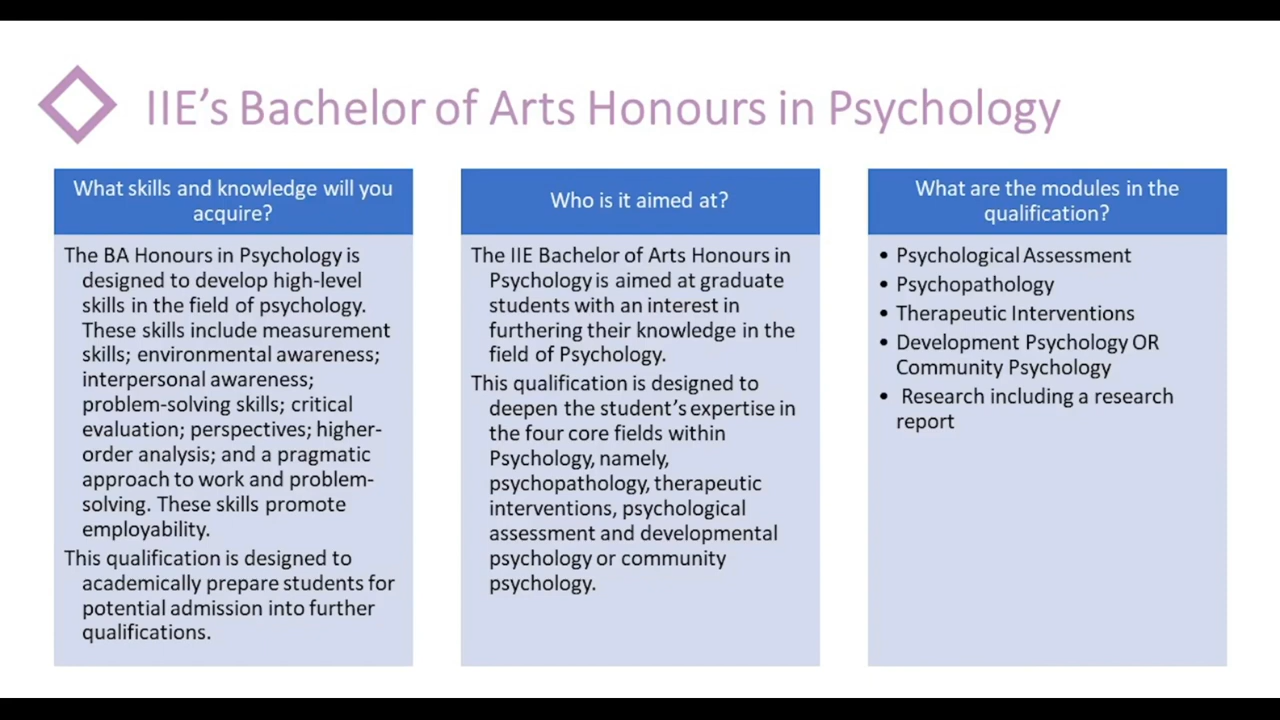 IIE's Bachelor of Arts Honours in Psychology
What skills and knowledge will you
acquire?
The BA Honours in Psychology is
designed to develop high-level
skills in the field of psychology.
These skills include measurement
skills; environmental awareness;
interpersonal awareness;
problem-solving skills; critical
evaluation; perspectives; higher-
order analysis; and a pragmatic
approach to work and problem-
solving. These skills promote
employability.
This qualification is designed to
academically prepare students for
potential admission into further
qualifications.
Who is it aimed at?
The IIE Bachelor of Arts Honours in
Psychology is aimed at graduate
students with an interest in
furthering their knowledge in the
field of Psychology.
This qualification is designed to
deepen the student's expertise in
the four core fields within
Psychology, namely,
psychopathology, therapeutic
interventions, psychological
assessment and developmental
psychology or community
psychology.
What are the modules in the
qualification?
• Psychological Assessment
• Psychopathology
• Therapeutic Interventions
• Development Psychology OR
Community Psychology
• Research including a research
report